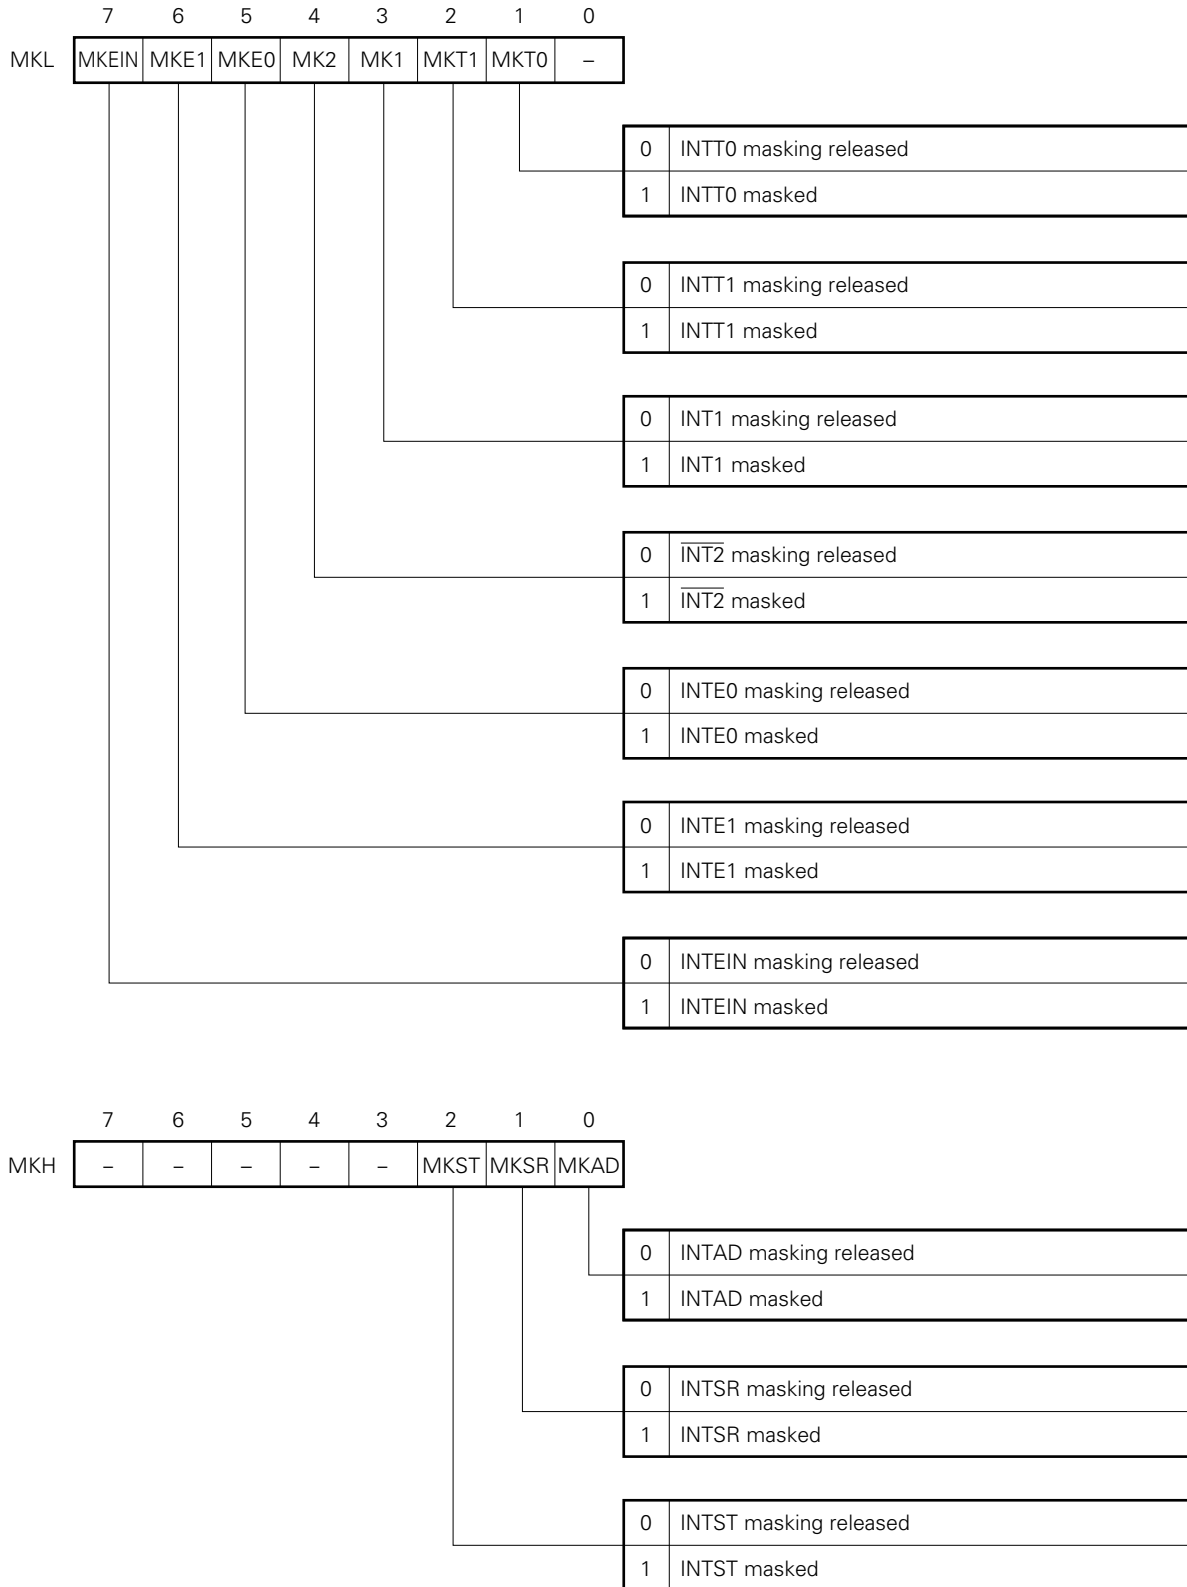 7 6 5 4 3 2 1 0
MKL MKEIN MKE1 MKE0 MK2 MK1 MKT1 MKT0 –
0 INTT0 masking released
1 INTT0 masked
0 INTT1 masking released
1 INTT1 masked
0 INT1 masking released
1 INT1 masked
0 I̅N̅T̅2̅ masking released
1 I̅N̅T̅2̅ masked
0 INTE0 masking released
1 INTE0 masked
0 INTE1 masking released
1 INTE1 masked
0 INTEIN masking released
1 INTEIN masked
7 6 5 4 3 2 1 0
MKH – – – – – MKST MKSR MKAD
0 INTAD masking released
1 INTAD masked
0 INTSR masking released
1 INTSR masked
0 INTST masking released
1 INTST masked